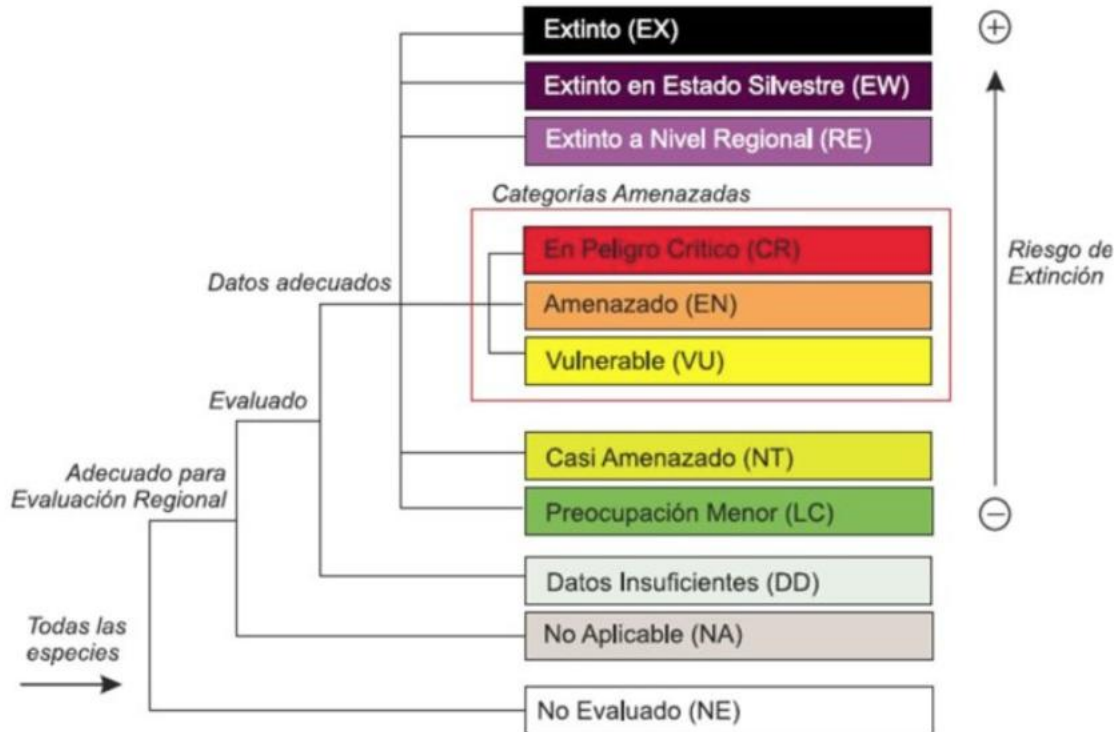 Extinto (EX)
+
Extinto en Estado Silvestre (EW)
Extinto a Nivel Regional (RE)
Categorías Amenazadas
En Peligro Crítico (CR)
Riesgo de
Extinción
Datos adecuados
Amenazado (EN)
Vulnerable (VU)
Evaluado
Casi Amenazado (NT)
Adecuado para
Evaluación Regional
Preocupación Menor (LC)
−
Datos Insuficientes (DD)
Todas las
especies
No Aplicable (NA)
No Evaluado (NE)